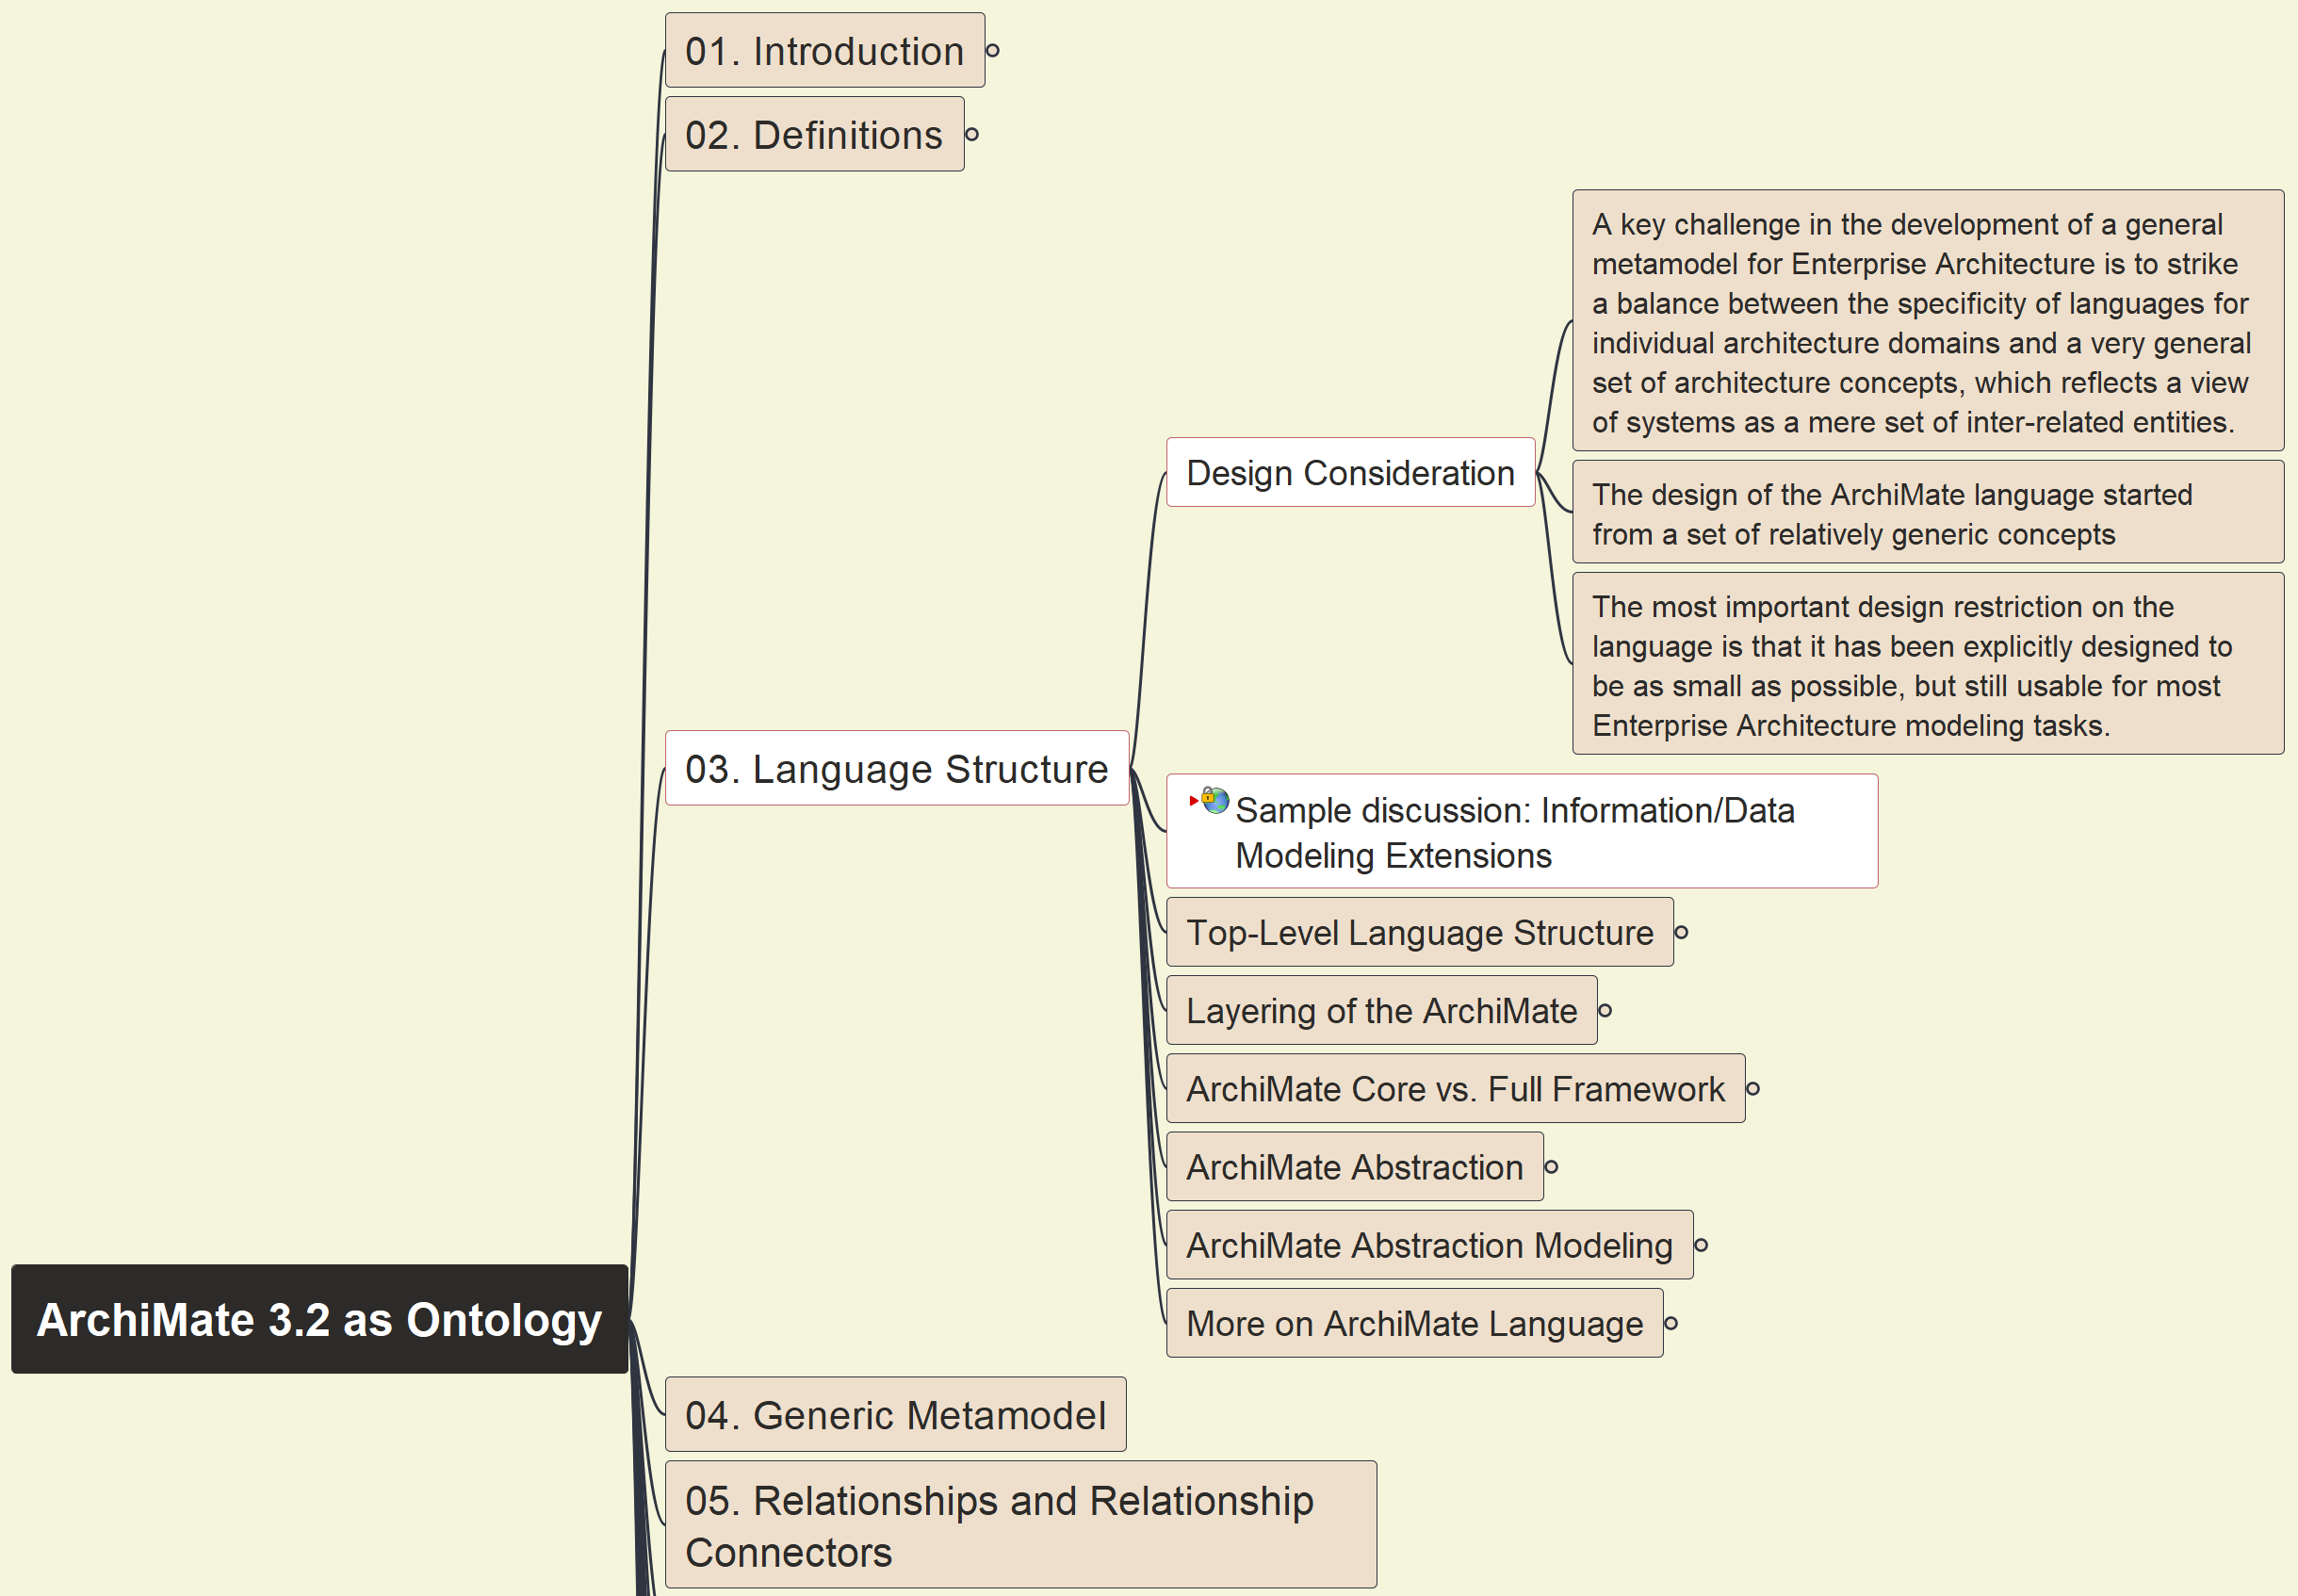 01. Introduction
02. Definitions
A key challenge in the development of a general
metamodel for Enterprise Architecture is to strike
a balance between the specificity of languages for
individual architecture domains and a very general
set of architecture concepts, which reflects a view
of systems as a mere set of inter-related entities.
Design Consideration
The design of the ArchiMate language started
from a set of relatively generic concepts
The most important design restriction on the
language is that it has been explicitly designed to
be as small as possible, but still usable for most
Enterprise Architecture modeling tasks.
03. Language Structure
Sample discussion: Information/Data
Modeling Extensions
Top-Level Language Structure
Layering of the ArchiMate
ArchiMate Core vs. Full Framework
ArchiMate Abstraction
ArchiMate Abstraction Modeling
More on ArchiMate Language
ArchiMate 3.2 as Ontology
04. Generic Metamodel
05. Relationships and Relationship
Connectors